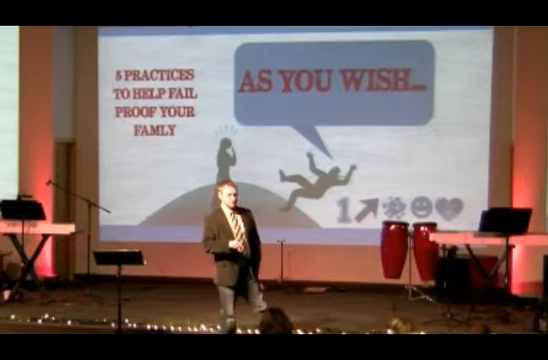 5 PRACTICES
TO HELP FAIL
PROOF YOUR
FAMLY
AS YOU WISH...
1